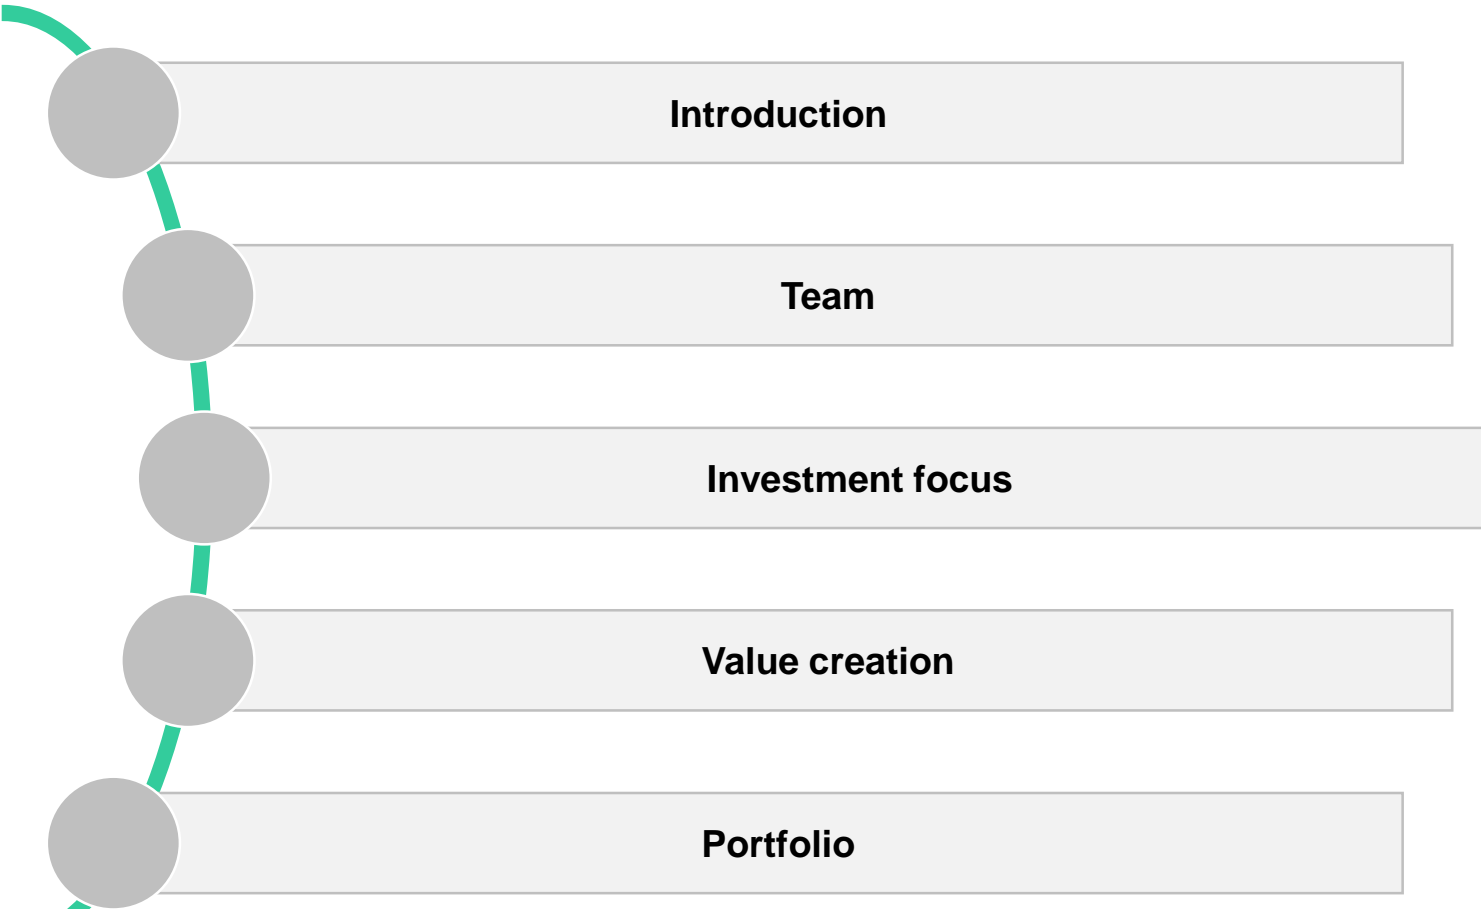 Introduction
Team
Investment focus
Value creation
Portfolio